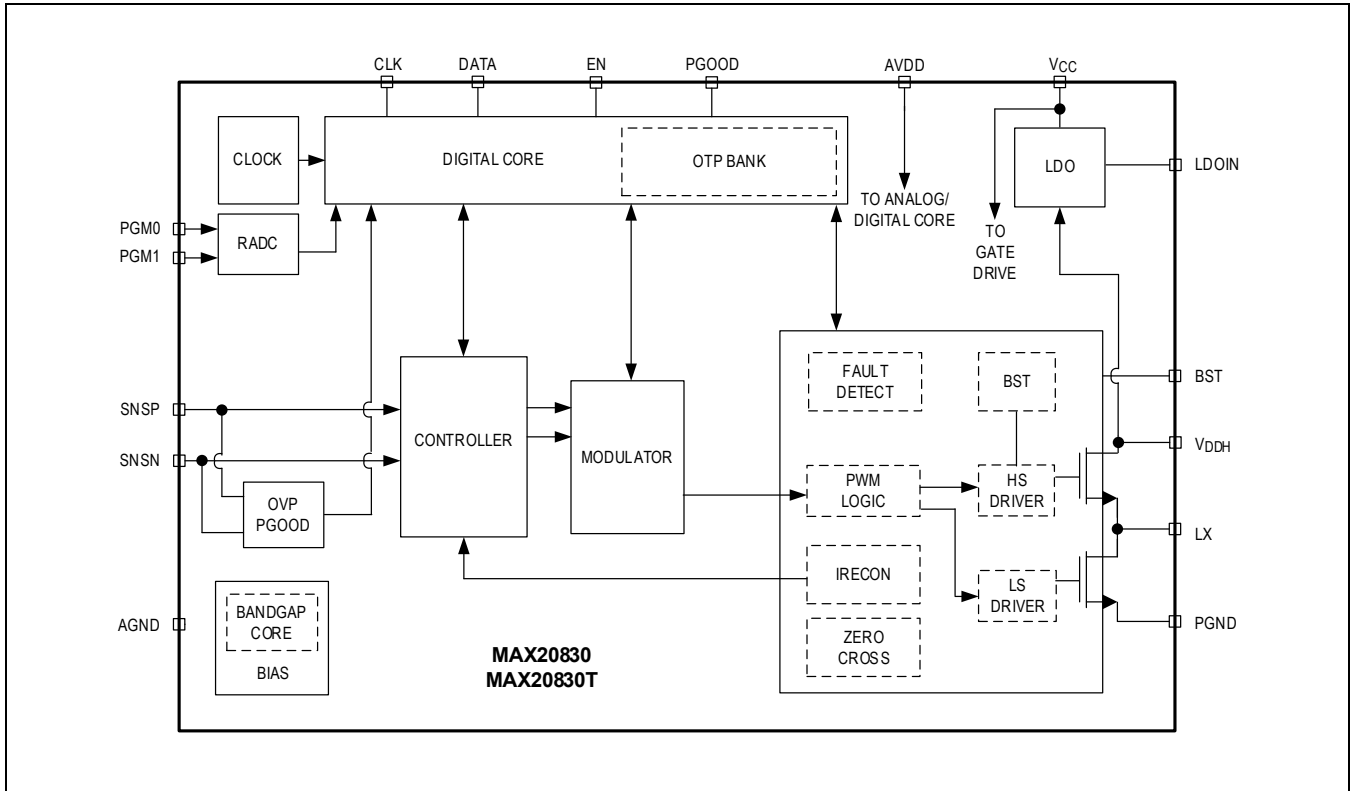 CLK
DATA
EN
PGOOD
AVDD
VCC
CLOCK
DIGITAL CORE
OTP BANK
LDO
LDOIN
TO ANALOG/
DIGITAL CORE
TO
GATE
DRIVE
PGM0
PGM1
RADC
SNSP
SNSN
CONTROLLER
MODULATOR
OVP
PGOOD
FAULT
DETECT
BST
BST
VDDH
PWM
LOGIC
HS
DRIVER
LX
IRECON
LS
DRIVER
PGND
ZERO
CROSS
AGND
BANDGAP
CORE
BIAS
MAX20830
MAX20830T